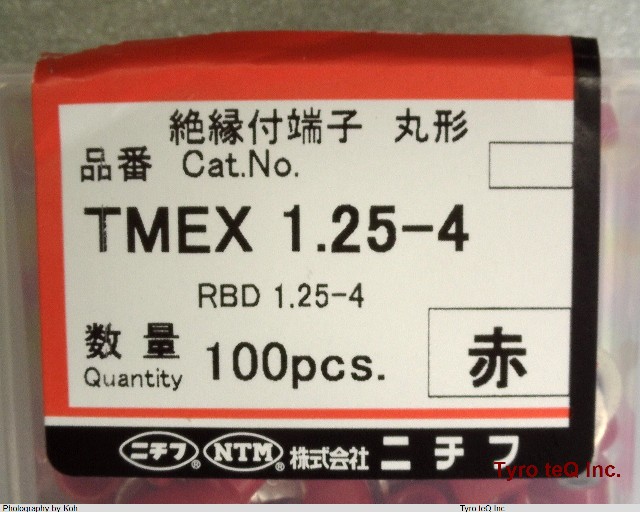 絶縁付端子 丸形
品番 Cat.No.
TMEX 1.25-4
RBD 1.25-4
数量 100pcs.
Quantity
赤
ニチフ® NTM® 株式会社 ニチフ
Tyro teQ Inc.
Photography by Koh Tyro teQ Inc